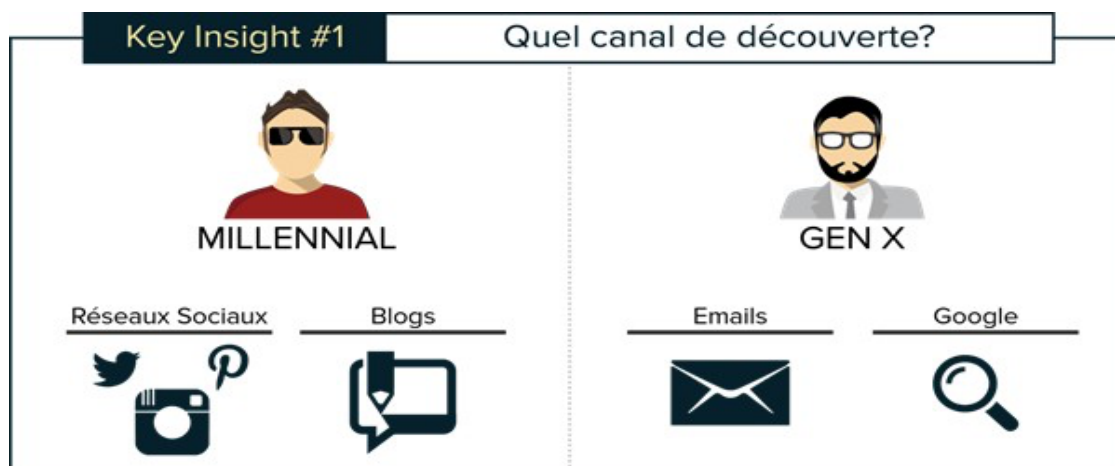 Key Insight #1
Quel canal de découverte?
MILLENNIAL
Réseaux Sociaux
Blogs
GEN X
Emails
Google